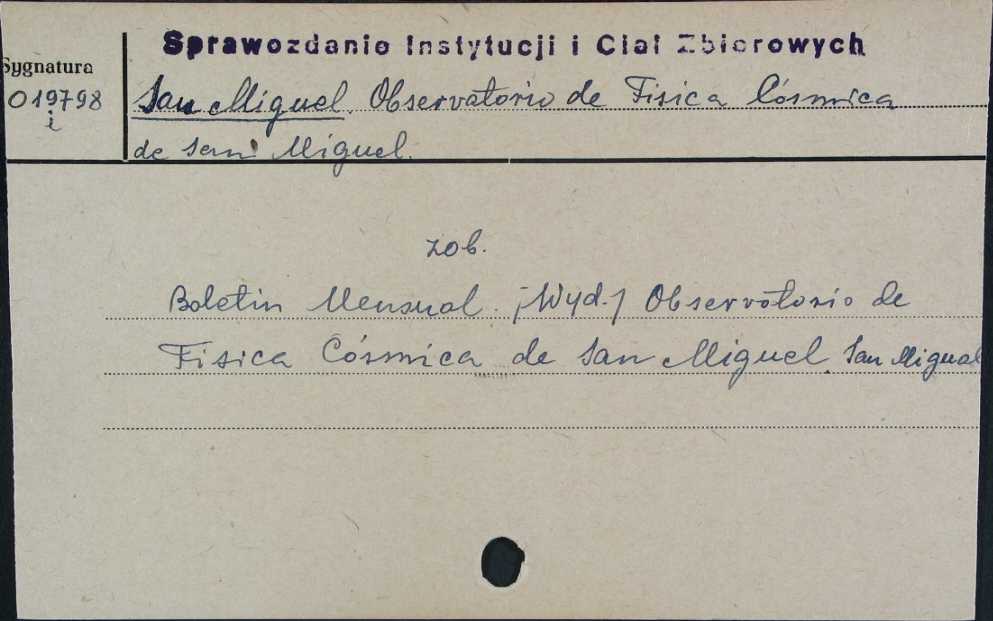 Sprawozdanie Instytucji i Ciał Zbiorowych
Sygnatura
019798
i
San Miguel. Observatorio de Fisica Cósmica
de San Miguel.
zob.
Boletin Mensual. [Wyd.] Observatorio de
Fisica Cósmica de San Miguel. San Migual